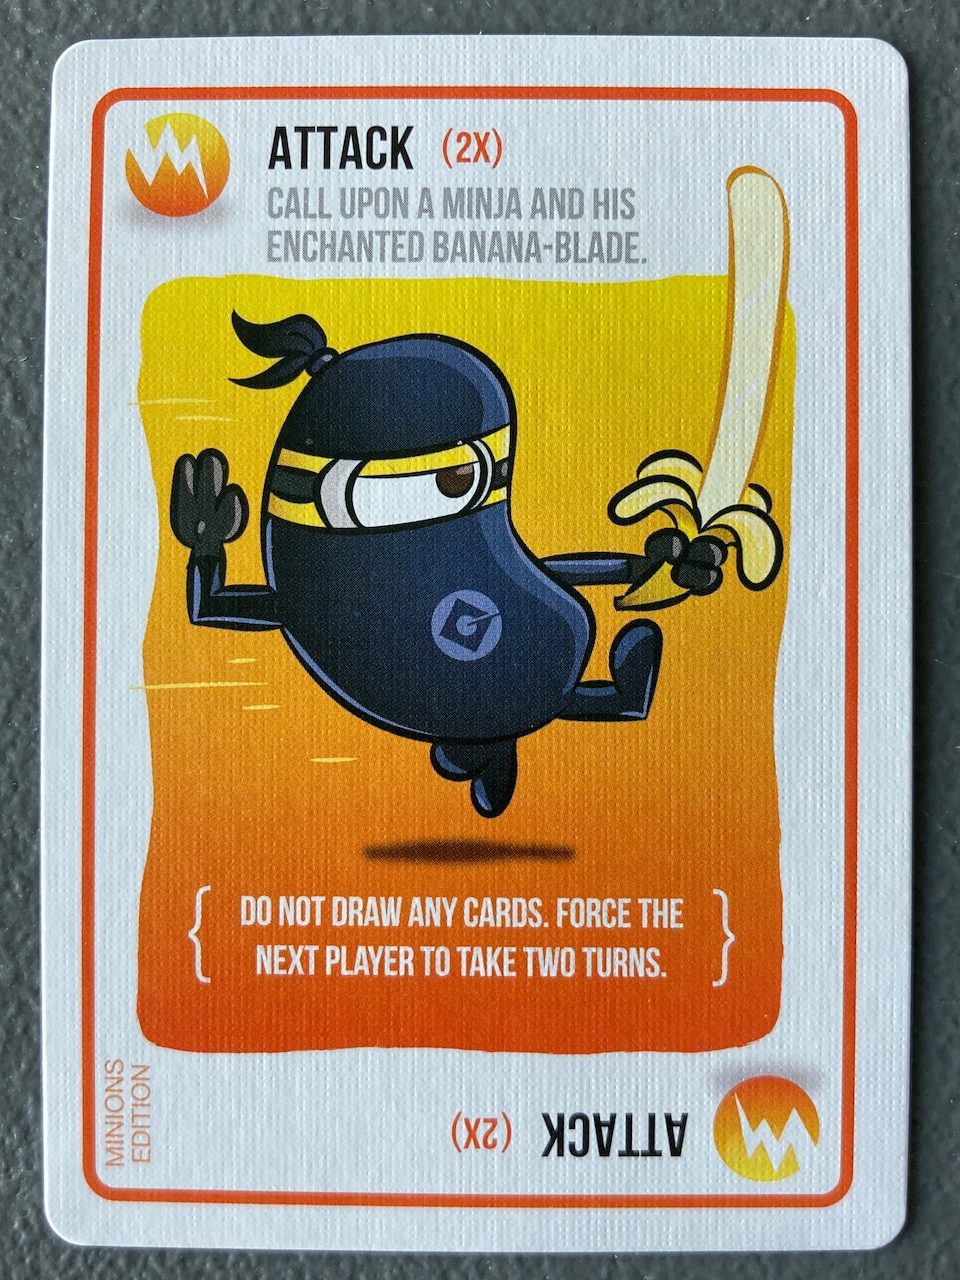 ATTACK (2X)
CALL UPON A MINJA AND HIS
ENCHANTED BANANA-BLADE.
DO NOT DRAW ANY CARDS. FORCE THE
NEXT PLAYER TO TAKE TWO TURNS.
MINIONS
EDITION
ATTACK (2X)